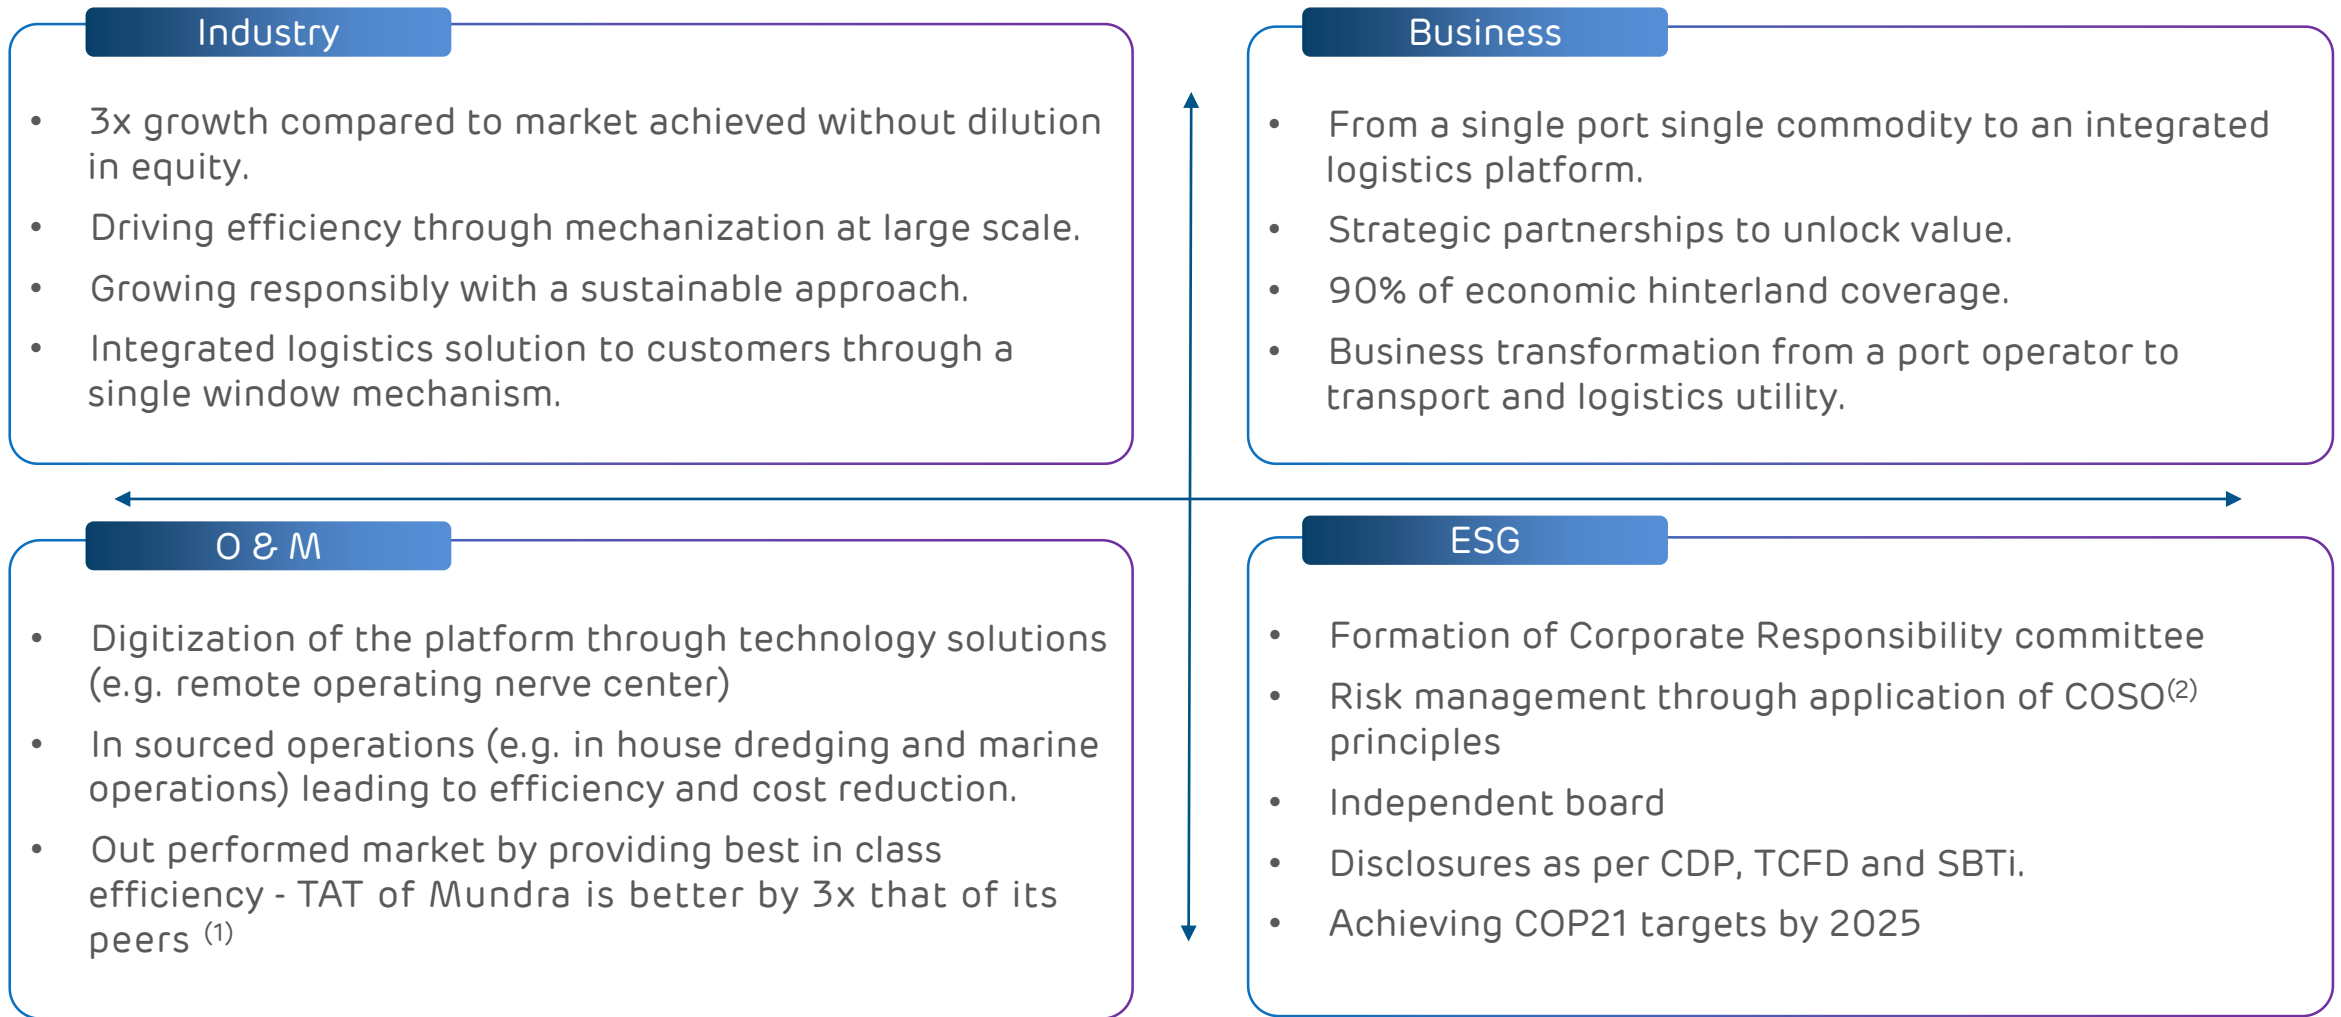 Industry
• 3x growth compared to market achieved without dilution
in equity.
• Driving efficiency through mechanization at large scale.
• Growing responsibly with a sustainable approach.
• Integrated logistics solution to customers through a
single window mechanism.
Business
• From a single port single commodity to an integrated
logistics platform.
• Strategic partnerships to unlock value.
• 90% of economic hinterland coverage.
• Business transformation from a port operator to
transport and logistics utility.
O & M
• Digitization of the platform through technology solutions
(e.g. remote operating nerve center)
• In sourced operations (e.g. in house dredging and marine
operations) leading to efficiency and cost reduction.
• Out performed market by providing best in class
efficiency - TAT of Mundra is better by 3x that of its
peers (1)
ESG
• Formation of Corporate Responsibility committee
• Risk management through application of COSO(2)
principles
• Independent board
• Disclosures as per CDP, TCFD and SBTi.
• Achieving COP21 targets by 2025